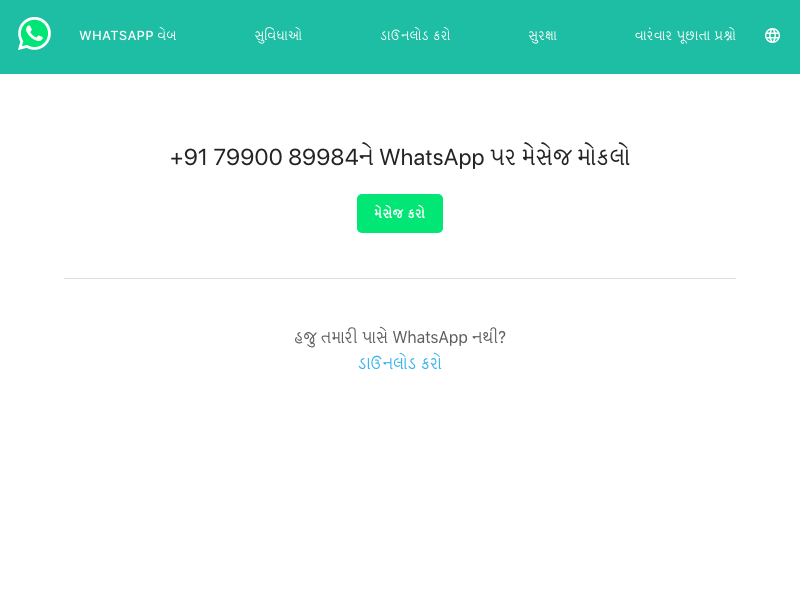 WHATSAPP વેબ
સુવિધાઓ
ડાઉનલોડ કરો
સુરક્ષા
વારંવાર પૂછાતા પ્રશ્નો
+91 79900 89984ને WhatsApp પર મેસેજ મોકલો
મેસેજ કરો
હજુ તમારી પાસે WhatsApp નથી?
ડાઉનલોડ કરો